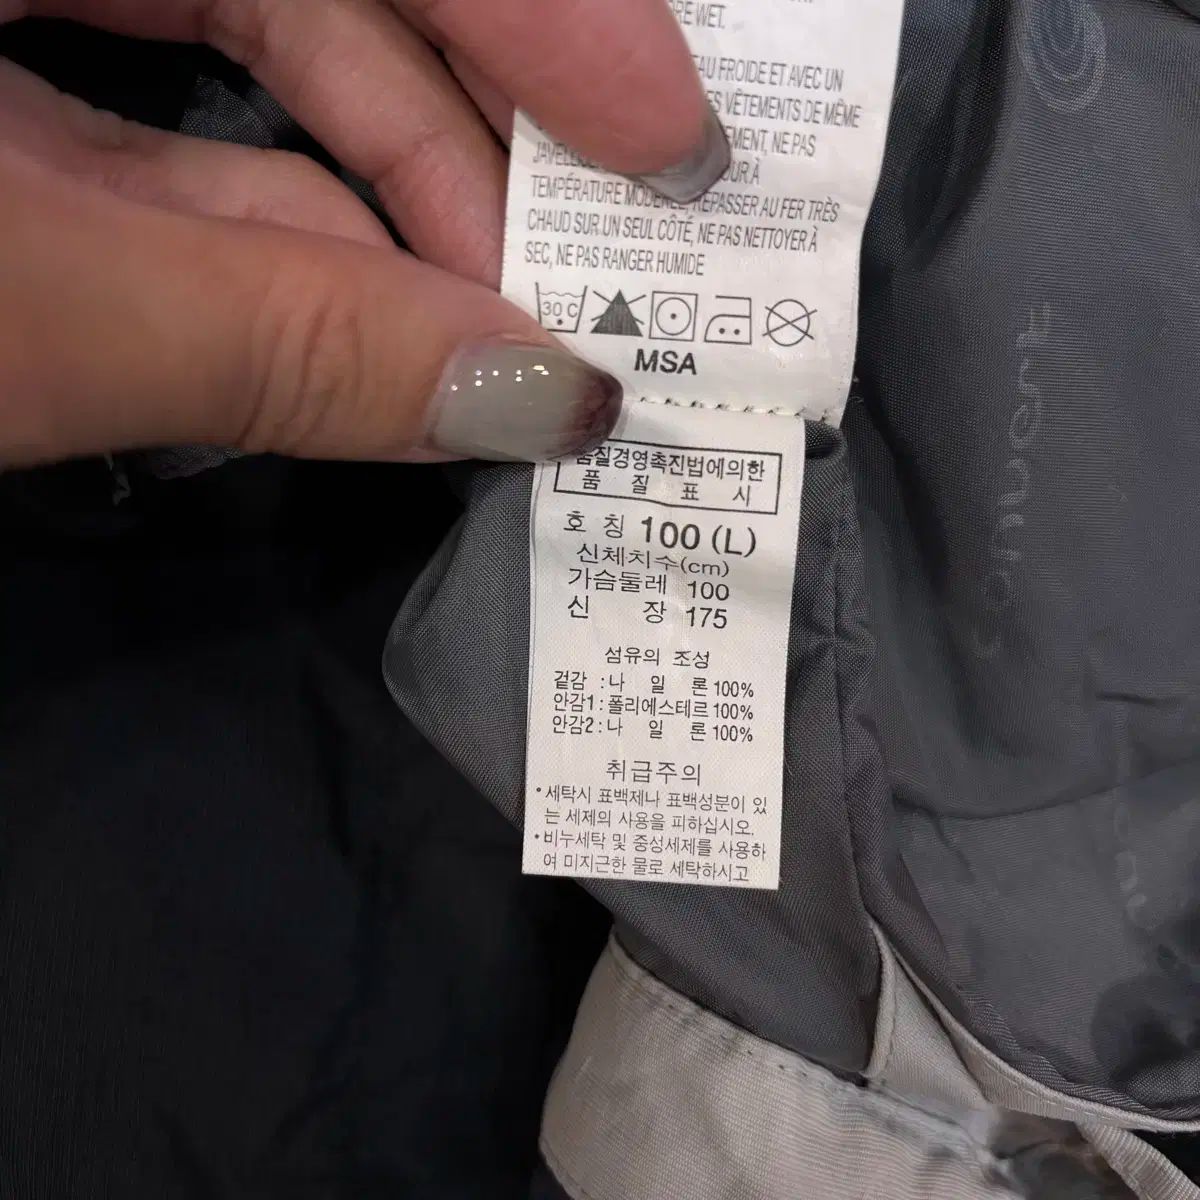 WET.
FROIDE ET AVEC UN
VÊTEMENTS DE MÊME
NE PAS
À
TEMPÉRATURE MODÉRÉE, REPASSER AU FER TRÈS
CHAUD SUR UN SEUL CÔTÉ, NE PAS NETTOYER À
SEC, NE PAS RANGER HUMIDE
30 C
MSA
품질경영촉진법에의한
품 질 표 시
호 칭 100 (L)
신체치수(cm)
가슴둘레 100
신 장 175
섬유의 조성
겉감 : 나 일 론 100%
안감1 : 폴리에스테르 100%
안감2 : 나 일 론 100%
취급주의
• 세탁시 표백제나 표백성분이 있
는 세제의 사용을 피하십시오.
• 비누세탁 및 중성세제를 사용하
여 미지근한 물로 세탁하시고